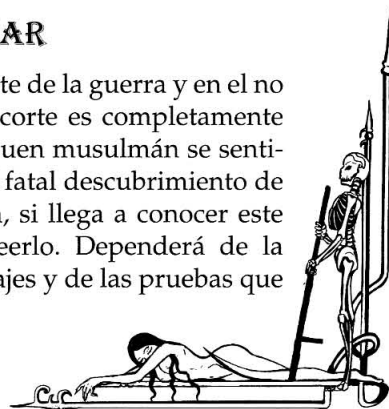 AR
te de la guerra y en el no
corte es completamente
uen musulmán se senti-
fatal descubrimiento de
, si llega a conocer este
eerlo. Dependerá de la
ajes y de las pruebas que